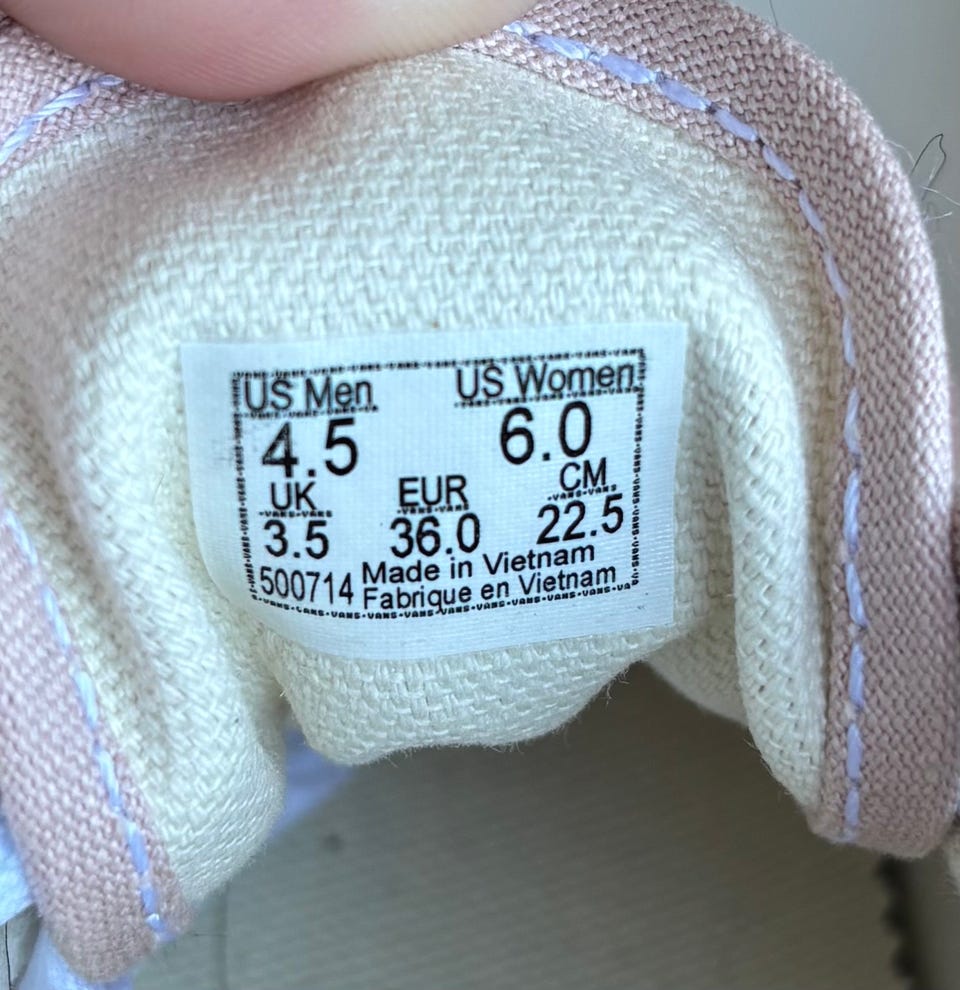 US Men US Women
4.5 6.0
UK EUR CM
3.5 36.0 22.5
500714 Made in Vietnam
Fabrique en Vietnam